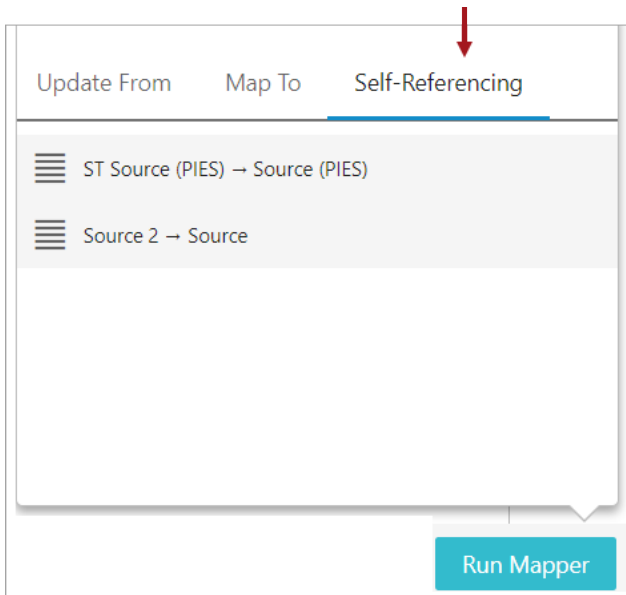 Update From Map To Self-Referencing
ST Source (PIES) → Source (PIES)
Source 2 → Source
Run Mapper